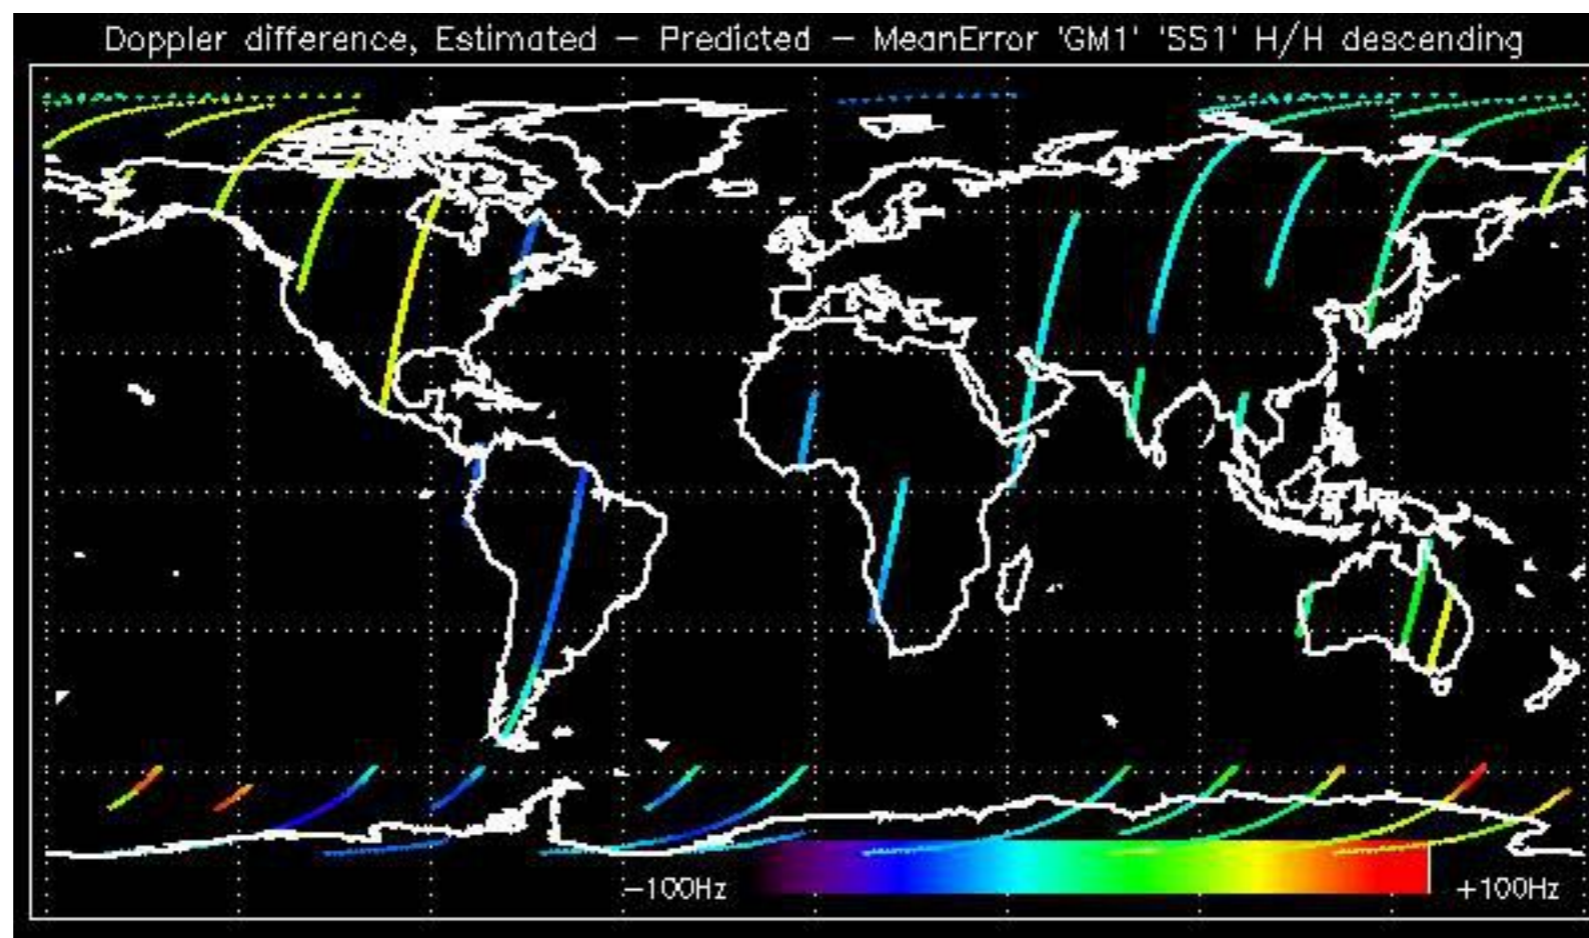 Doppler difference, Estimated – Predicted – MeanError 'GM1' 'SS1' H/H descending
–100Hz
+100Hz